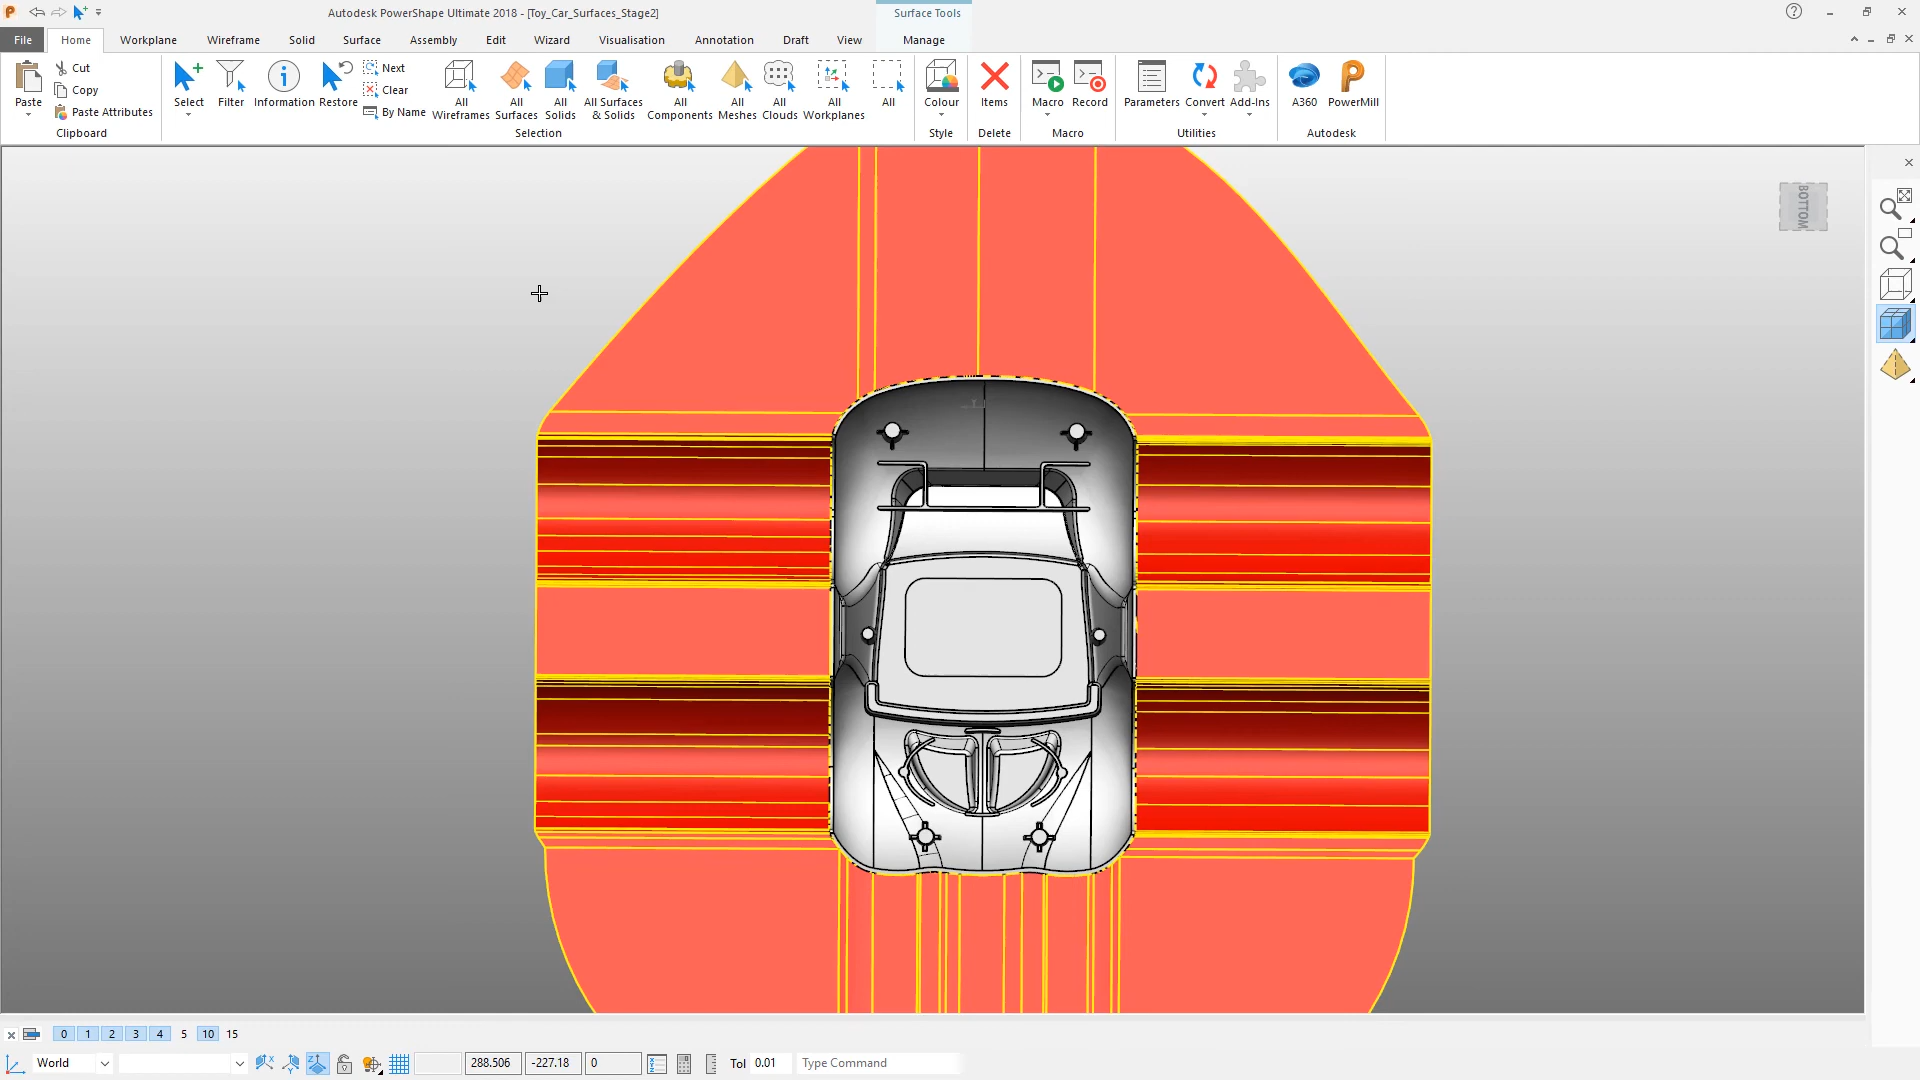 Autodesk PowerShape Ultimate 2018 - [Toy_Car_Surfaces_Stage2]
Surface Tools
File Home Workplane Wireframe Solid Surface Assembly Edit Wizard Visualisation Annotation Draft View Manage
Paste
Cut
Copy
Paste Attributes
Clipboard
Select
Filter
Information
Restore
Next
Clear
By Name
All Wireframes
All Surfaces
All Solids
All Surfaces & Solids
All Components
All Meshes
All Clouds
All Workplanes
All
Selection
Colour
Style
Items
Delete
Macro
Record
Macro
Parameters
Convert
Add-Ins
Utilities
A360
PowerMill
Autodesk
BOTTOM
0 1 2 3 4 5 10 15
World 288.506 -227.18 0 Tol 0.01 Type Command